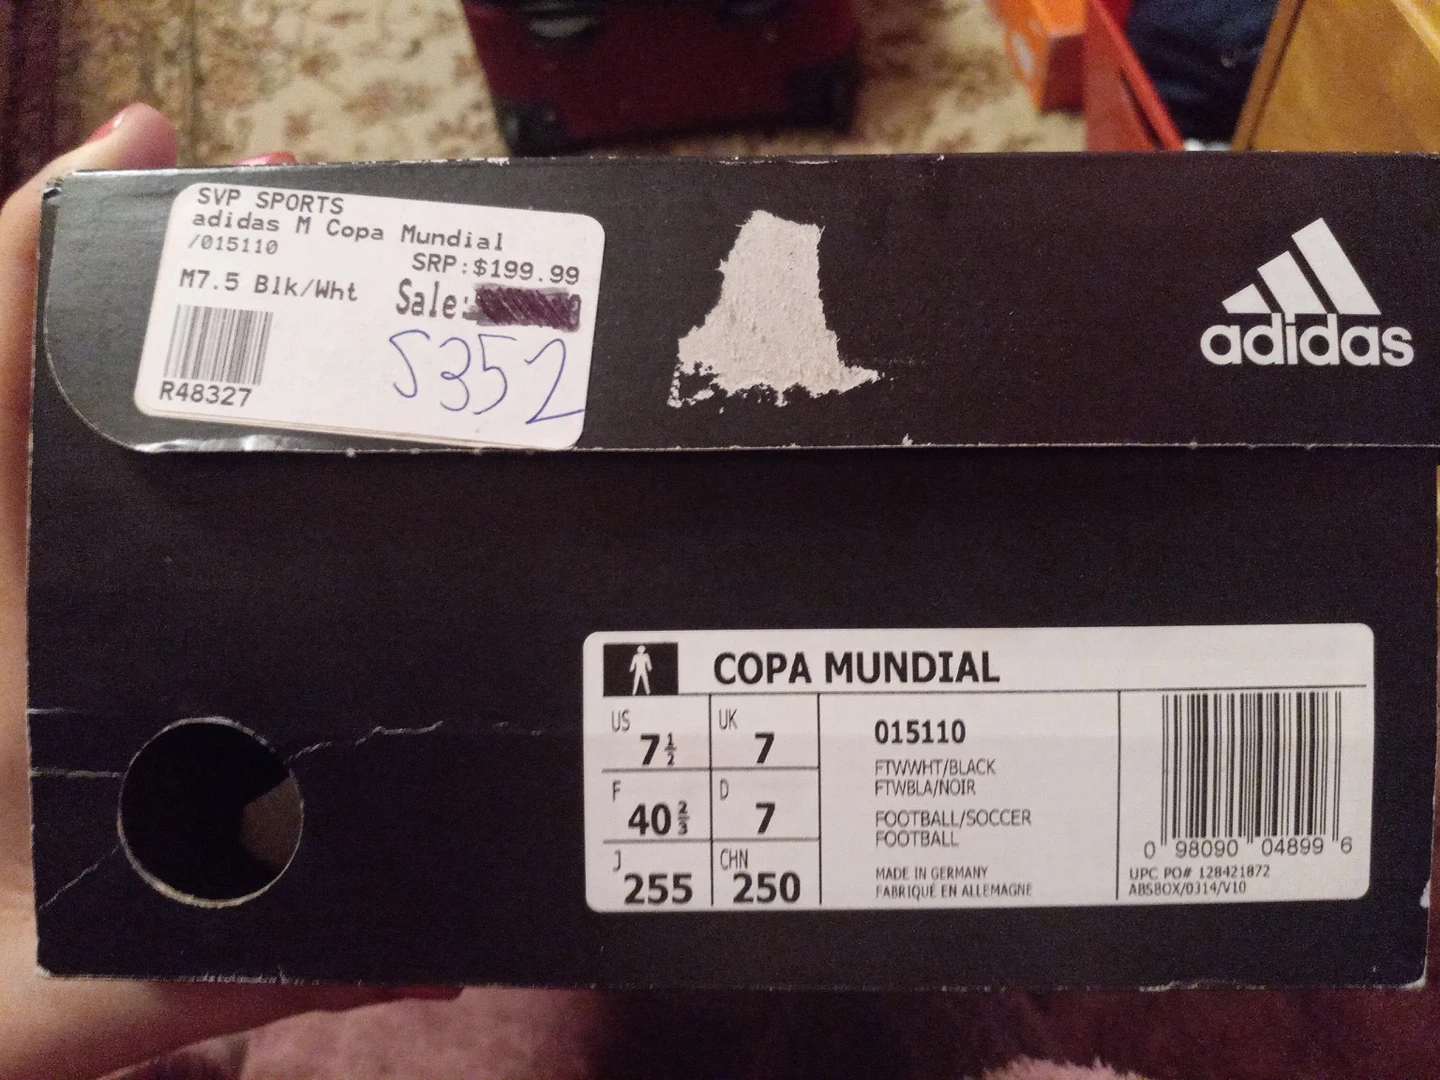 SVP SPORTS
adidas M Copa Mundial
/015110
SRP:$199.99
M7.5 Blk/Wht
Sale:
R48327
5352
adidas
COPA MUNDIAL
US 7½
UK 7
F 40⅔
D 7
J 255
CHN 250
015110
FTWWHT/BLACK
FTWBLA/NOIR
FOOTBALL/SOCCER
FOOTBALL
MADE IN GERMANY
FABRIQUÉ EN ALLEMAGNE
0 98090 04899 6
UPC PO# 128421872
ABSBOX/0314/V10